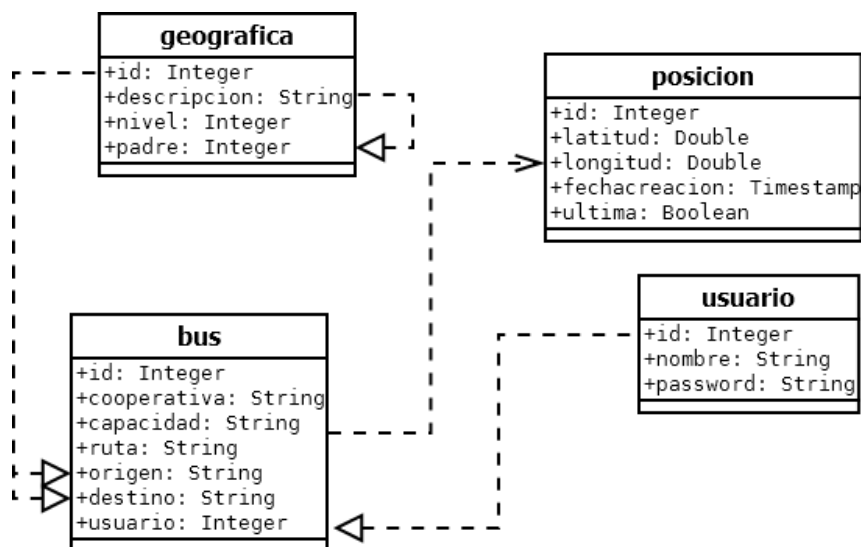 geografica
+id: Integer
+descripcion: String
+nivel: Integer
+padre: Integer
posicion
+id: Integer
+latitud: Double
+longitud: Double
+fechacreacion: Timestamp
+ultima: Boolean
usuario
+id: Integer
+nombre: String
+password: String
bus
+id: Integer
+cooperativa: String
+capacidad: String
+ruta: String
+origen: String
+destino: String
+usuario: Integer